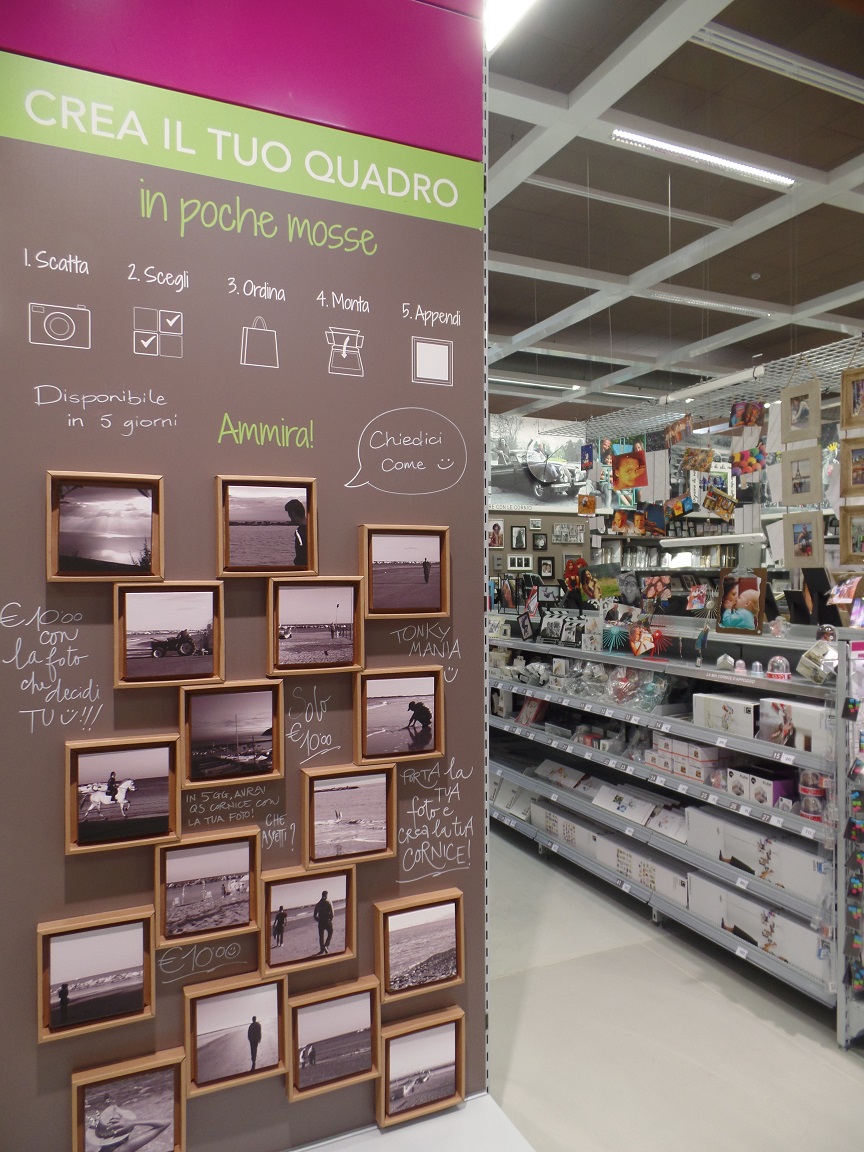 CREA IL TUO QUADRO
in poche mosse
1. Scatta
2. Scegli
3. Ordina
4. Monta
5. Appendi
Disponibile
in 5 giorni
Ammira!
Chiedici
Come
€10'00
con
la foto
che decidi
TU !!!
TONKY
MANIA
Solo
€10'00
IN 5 GG, AVRAI
QS CORNICE CON
LA TUA FOTO!
CHE
ASPETTI?
PORTA la
TUA
foto e
crea la tUA
CORNICE!
€10'00